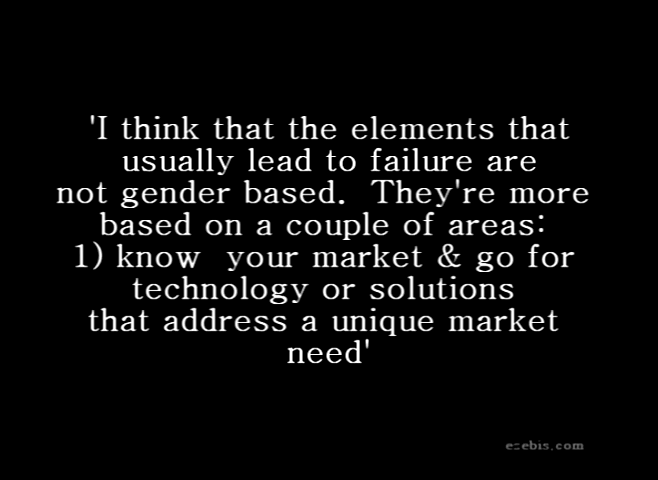 'I think that the elements that
usually lead to failure are
not gender based.  They're more
based on a couple of areas:
1) know  your market & go for
technology or solutions
that address a unique market
need'
ezebis.com